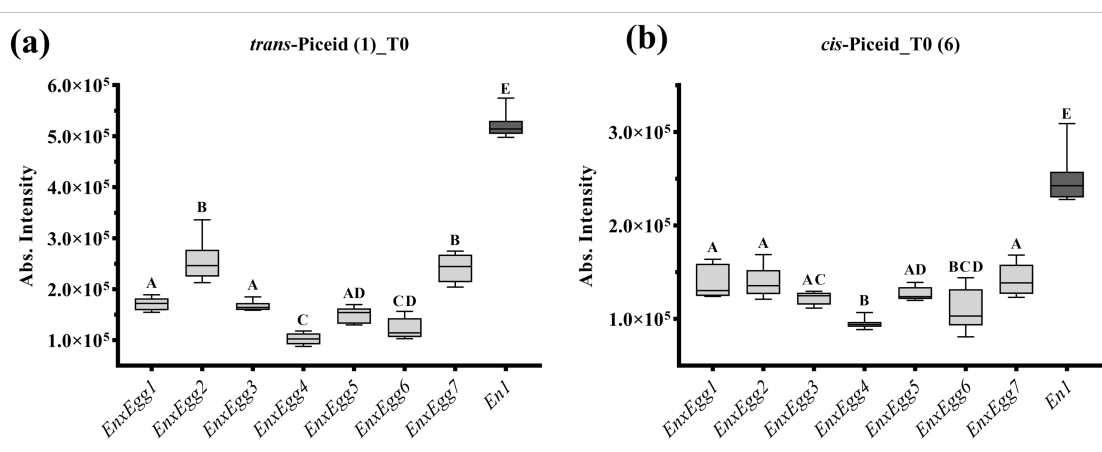 (a)
trans-Piceid (1)_T0
Abs. Intensity
6.0×10⁵
5.0×10⁵
4.0×10⁵
3.0×10⁵
2.0×10⁵
1.0×10⁵
A
B
A
C
AD
CD
B
E
EnxEgg1
EnxEgg2
EnxEgg3
EnxEgg4
EnxEgg5
EnxEgg6
EnxEgg7
En1
(b)
cis-Piceid_T0 (6)
Abs. Intensity
3.0×10⁵
2.0×10⁵
1.0×10⁵
A
A
AC
B
AD
BCD
A
E
EnxEgg1
EnxEgg2
EnxEgg3
EnxEgg4
EnxEgg5
EnxEgg6
EnxEgg7
En1